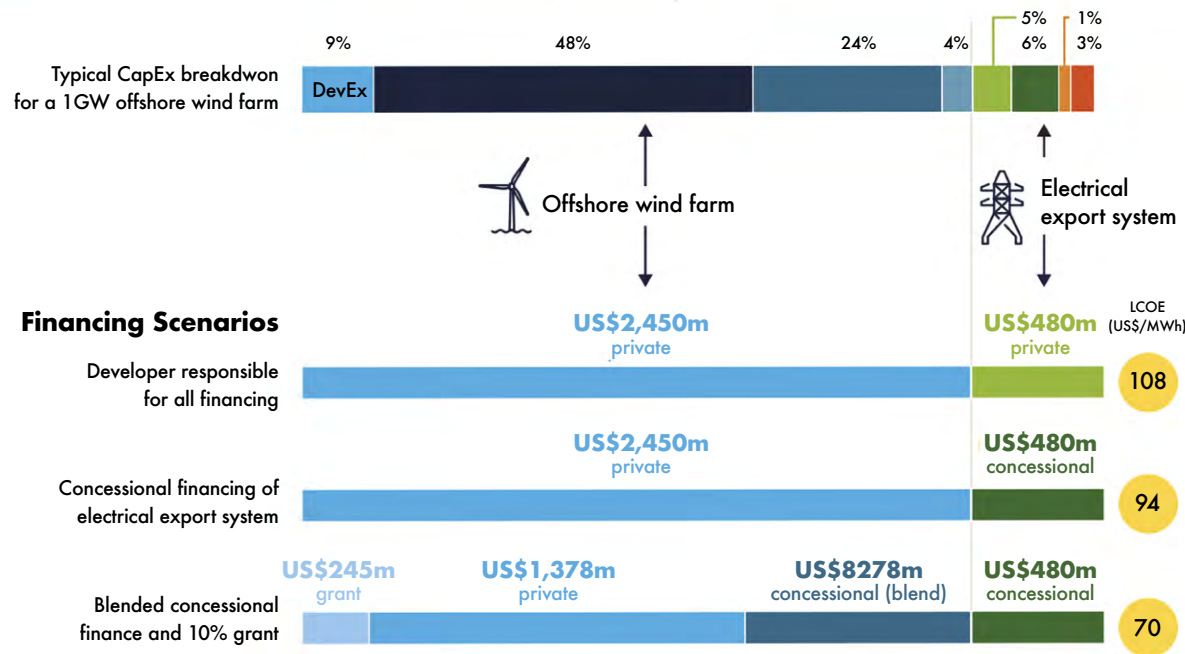 5%
1%
9%
48%
24%
4%
6%
3%
Typical CapEx breakdwon
for a 1GW offshore wind farm
DevEx
Offshore wind farm
Electrical
export system
Financing Scenarios
US$2,450m
private
US$480m
private
LCOE
(US$/MWh)
Developer responsible
for all financing
108
US$2,450m
private
US$480m
concessional
Concessional financing of
electrical export system
94
US$245m
grant
US$1,378m
private
US$8278m
concessional (blend)
US$480m
concessional
Blended concessional
finance and 10% grant
70